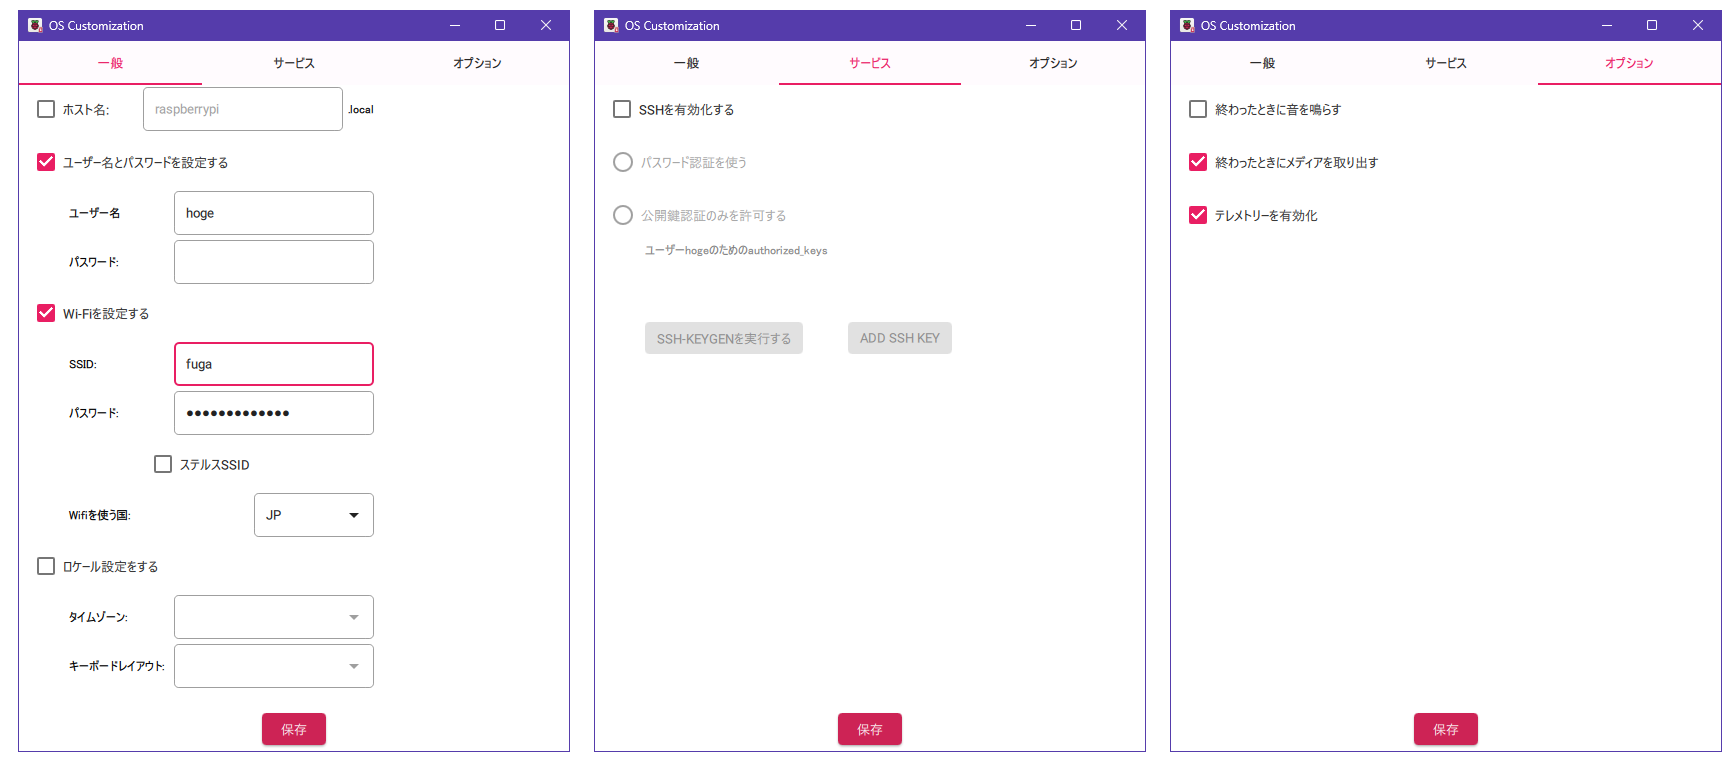 OS Customization
一般 サービス オプション
ホスト名: raspberrypi .local
ユーザー名とパスワードを設定する
ユーザー名 hoge
パスワード:
Wi-Fiを設定する
SSID: fuga
パスワード: ●●●●●●●●●●●●●
ステルスSSID
Wifiを使う国: JP
ロケール設定をする
タイムゾーン:
キーボードレイアウト:
保存
OS Customization
一般 サービス オプション
SSHを有効化する
パスワード認証を使う
公開鍵認証のみを許可する
ユーザーhogeのためのauthorized_keys
SSH-KEYGENを実行する ADD SSH KEY
保存
OS Customization
一般 サービス オプション
終わったときに音を鳴らす
終わったときにメディアを取り出す
テレメトリーを有効化
保存